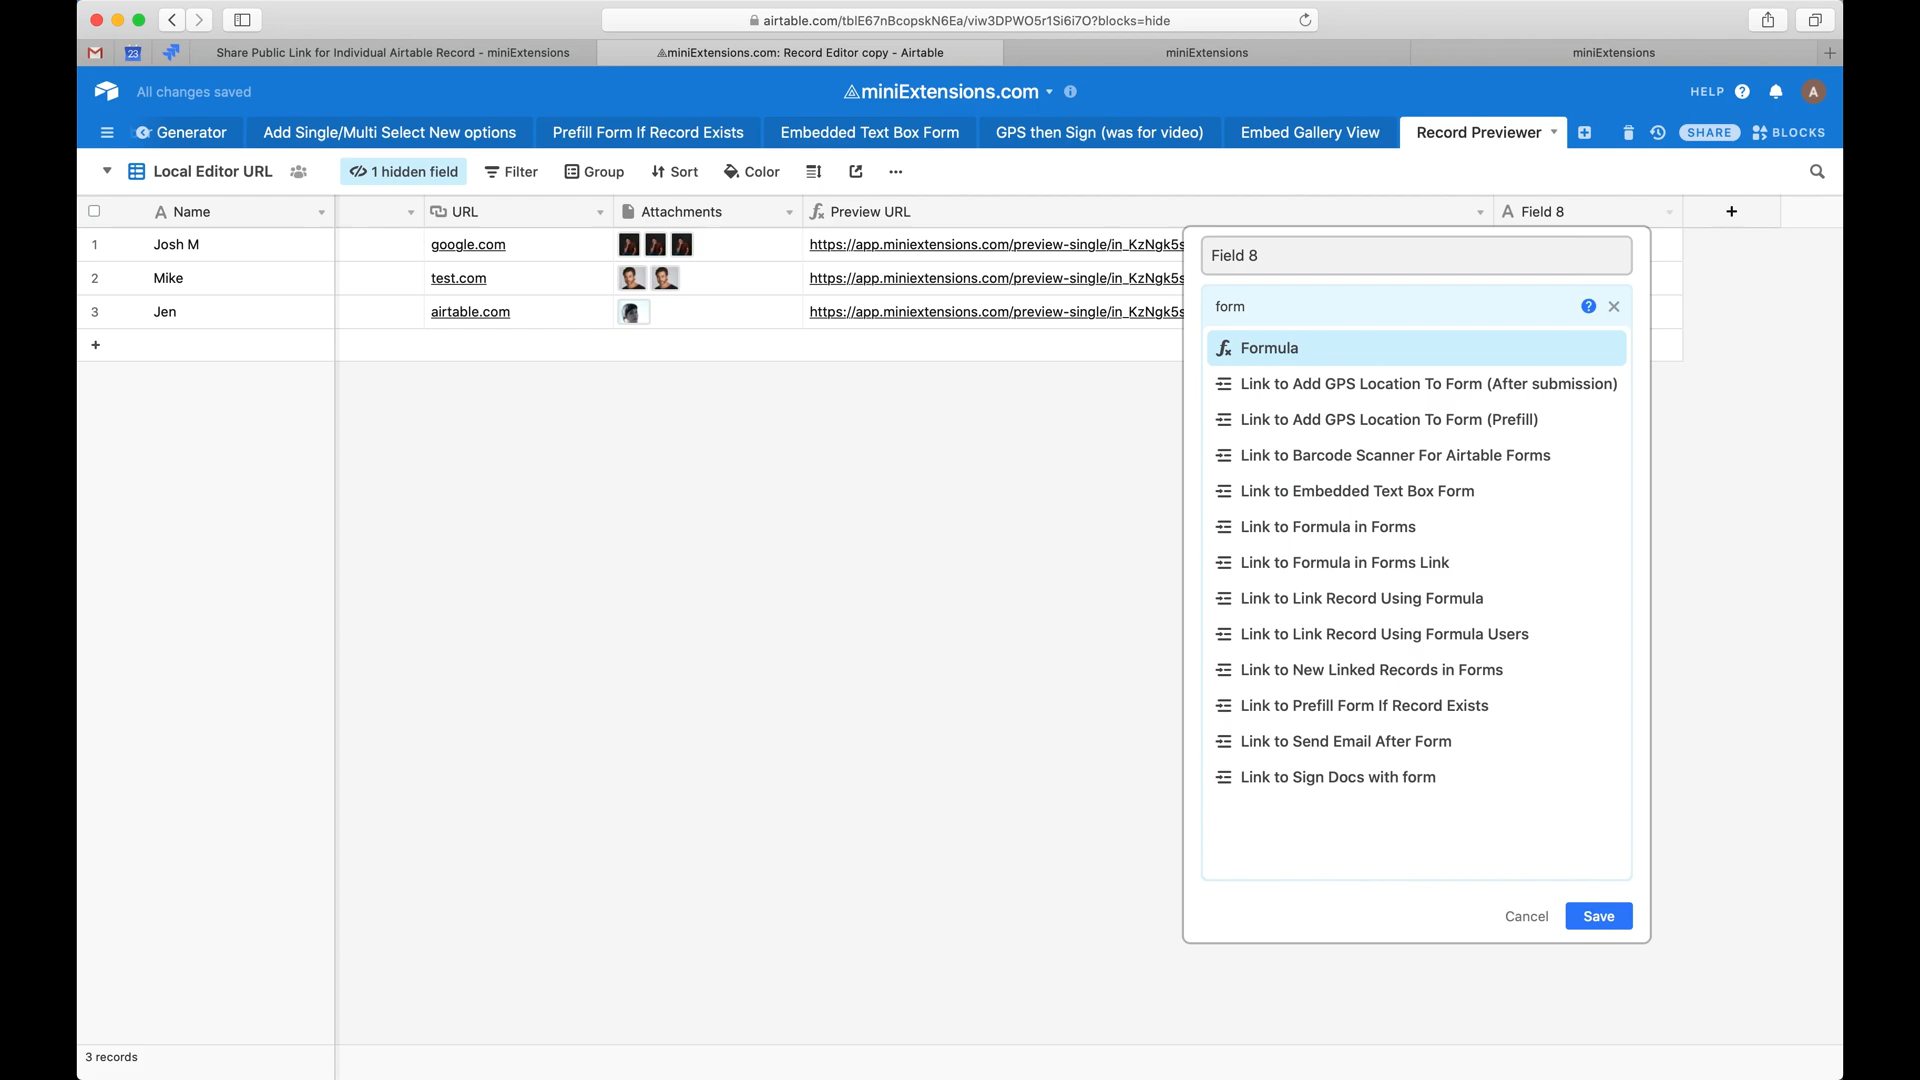 airtable.com/tblE67nBcopskN6Ea/viw3DPWO5r1Si6i7O?blocks=hide
23
Share Public Link for Individual Airtable Record - miniExtensions
miniExtensions.com: Record Editor copy - Airtable
miniExtensions
miniExtensions
All changes saved
miniExtensions.com
HELP
A
Generator
Add Single/Multi Select New options
Prefill Form If Record Exists
Embedded Text Box Form
GPS then Sign (was for video)
Embed Gallery View
Record Previewer
SHARE
BLOCKS
Local Editor URL
1 hidden field
Filter
Group
Sort
Color
Name
URL
Attachments
Preview URL
Field 8
1
Josh M
google.com
https://app.miniextensions.com/preview-single/in_KzNgk5s
2
Mike
test.com
https://app.miniextensions.com/preview-single/in_KzNgk5s
3
Jen
airtable.com
https://app.miniextensions.com/preview-single/in_KzNgk5s
Field 8
form
Formula
Link to Add GPS Location To Form (After submission)
Link to Add GPS Location To Form (Prefill)
Link to Barcode Scanner For Airtable Forms
Link to Embedded Text Box Form
Link to Formula in Forms
Link to Formula in Forms Link
Link to Link Record Using Formula
Link to Link Record Using Formula Users
Link to New Linked Records in Forms
Link to Prefill Form If Record Exists
Link to Send Email After Form
Link to Sign Docs with form
Cancel
Save
3 records